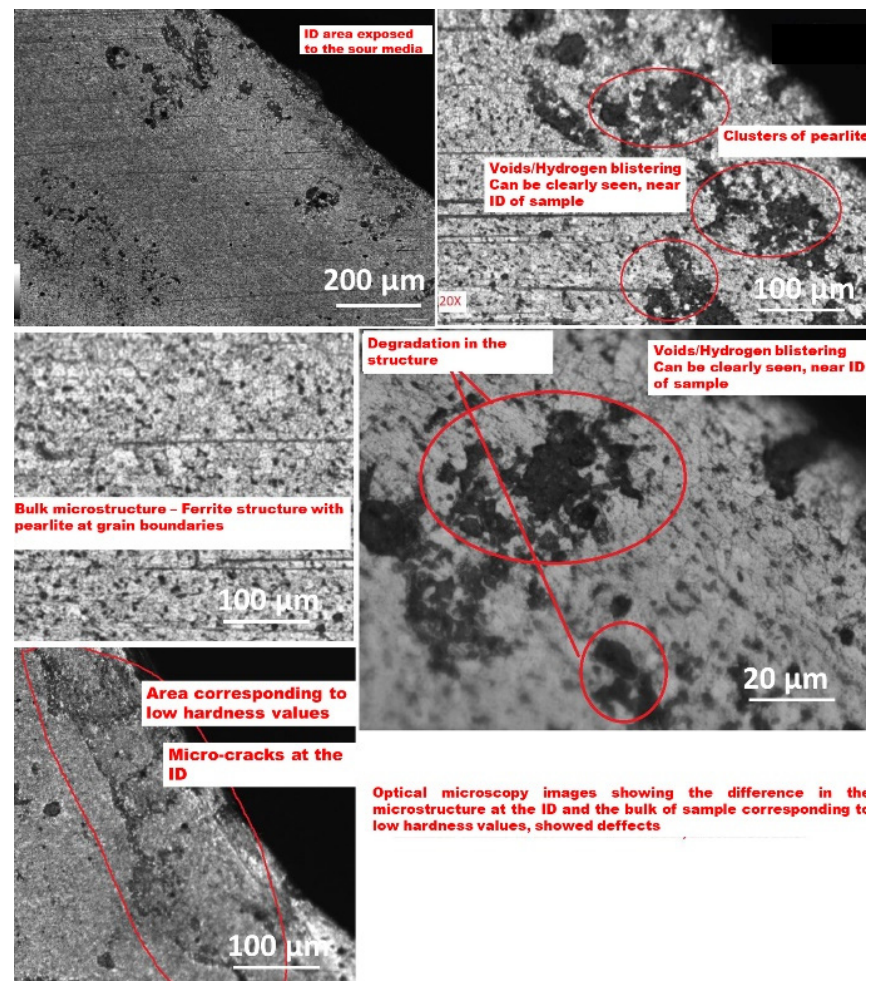 ID area exposed
to the sour media
200 μm
Clusters of pearlite
Voids/Hydrogen blistering
Can be clearly seen, near
ID of sample
20X
100 μm
Degradation in the
structure
Voids/Hydrogen blistering
Can be clearly seen, near ID
of sample
Bulk microstructure – Ferrite structure with
pearlite at grain boundaries
100 μm
20 μm
Area corresponding to
low hardness values
Micro-cracks at the
ID
100 μm
Optical microscopy images showing the difference in the
microstructure at the ID and the bulk of sample corresponding to
low hardness values, showed deffects